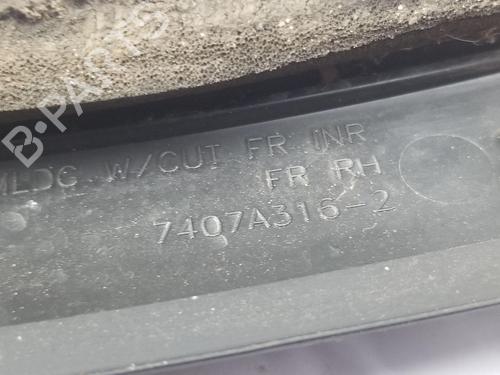 B-PARTS
MLDG W/CUT FR INR
FR RH
7407A316-2